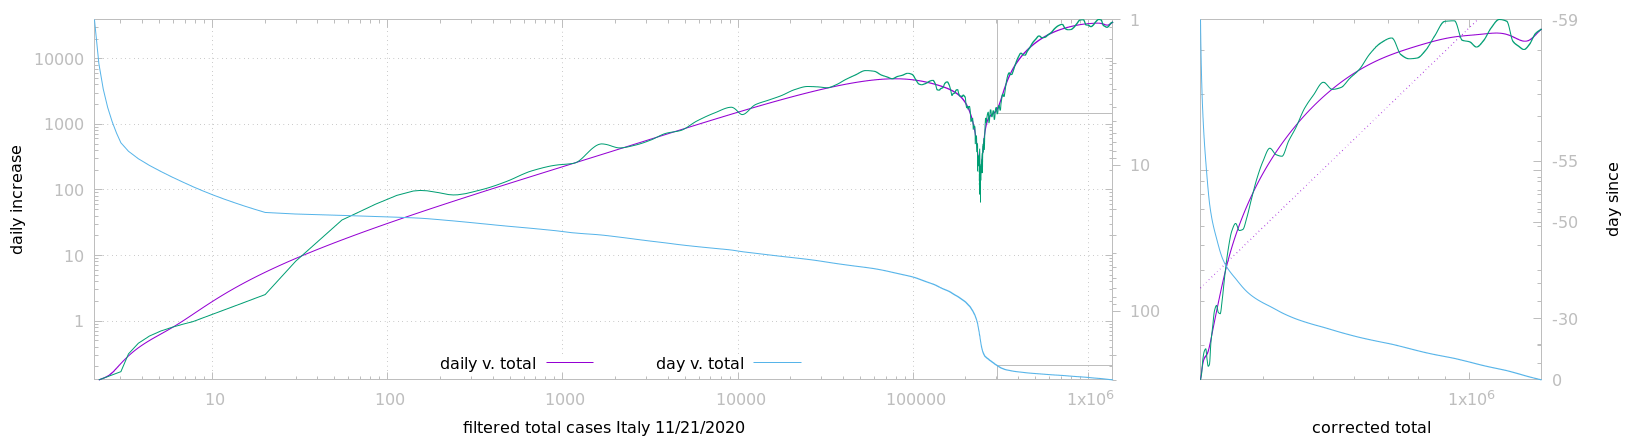 10000
1000
100
10
1
daily increase
10
100
1000
10000
100000
1x10⁶
filtered total cases Italy 11/21/2020
daily v. total
day v. total
1
10
100
1x10⁶
corrected total
-59
-55
-50
-30
0
day since